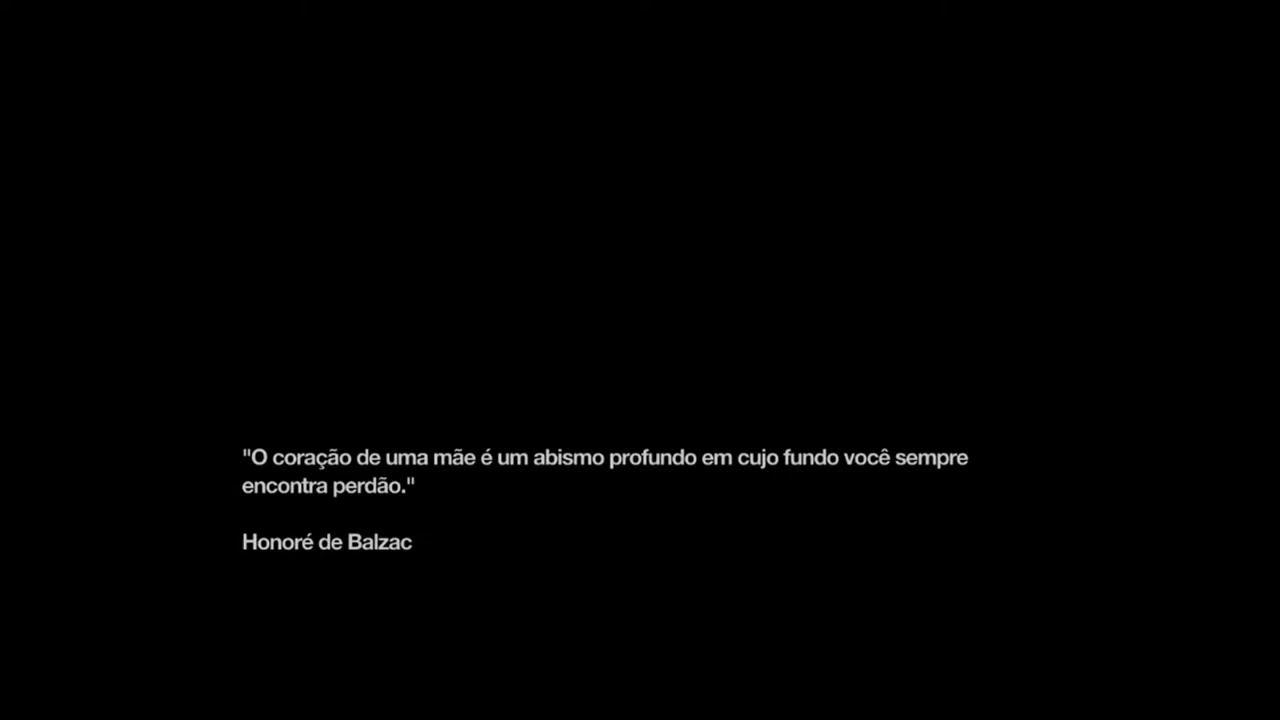 "O coração de uma mãe é um abismo profundo em cujo fundo você sempre
encontra perdão."
Honoré de Balzac